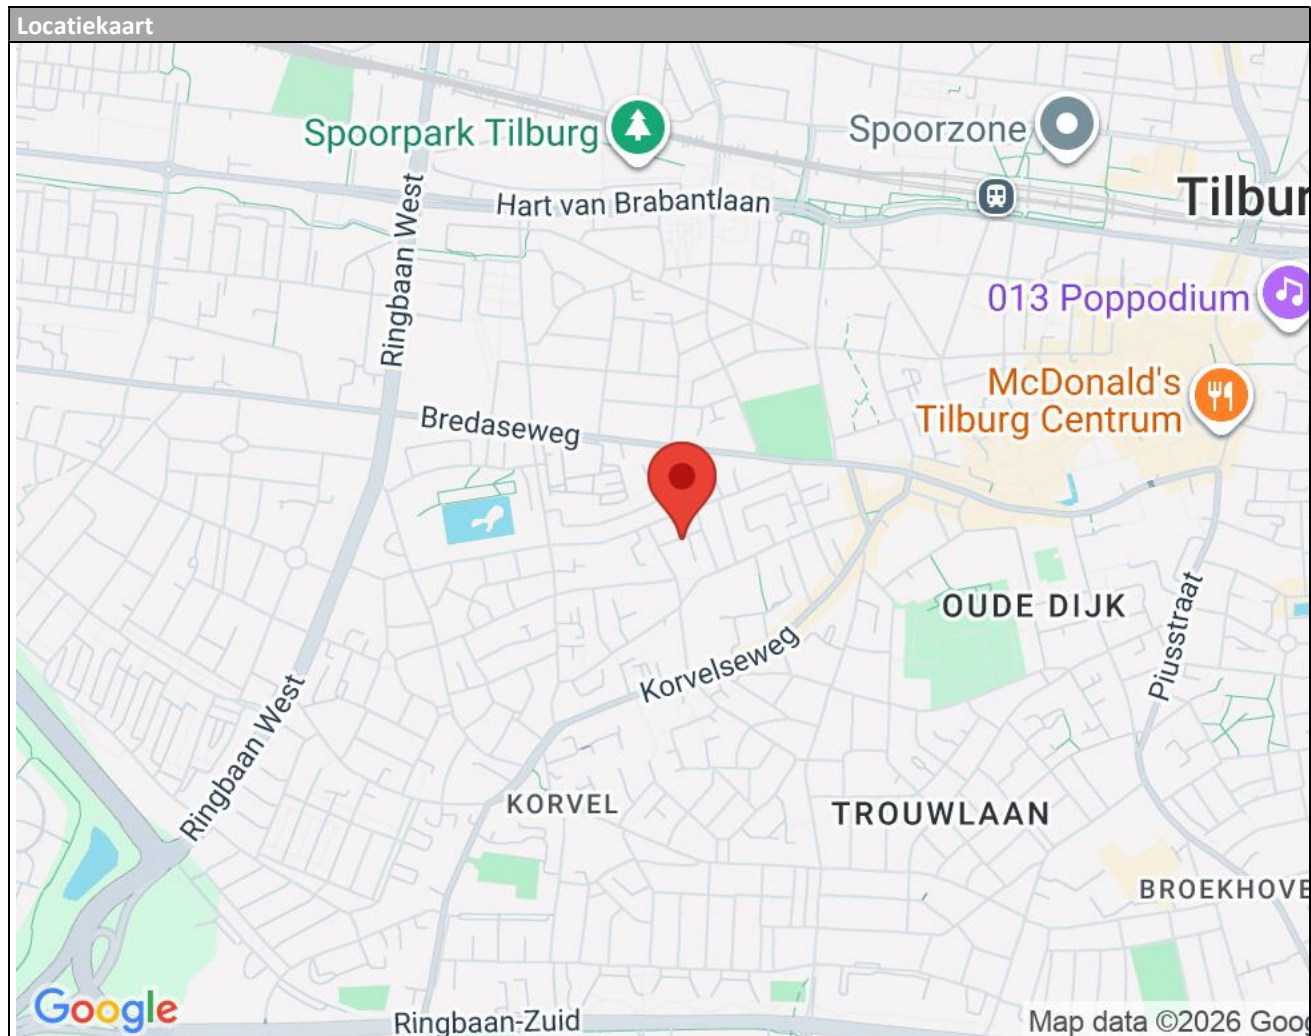 Locatiekaart
Spoorpark Tilburg
Spoorzone
Hart van Brabantlaan
Tilbur
Ringbaan West
013 Poppodium
McDonald's
Tilburg Centrum
Bredaseweg
OUDE DIJK
Piusstraat
Korvelseweg
Ringbaan West
KORVEL
TROUWLAAN
BROEKHOVE
Google
Ringbaan-Zuid
Map data ©2026 Goog